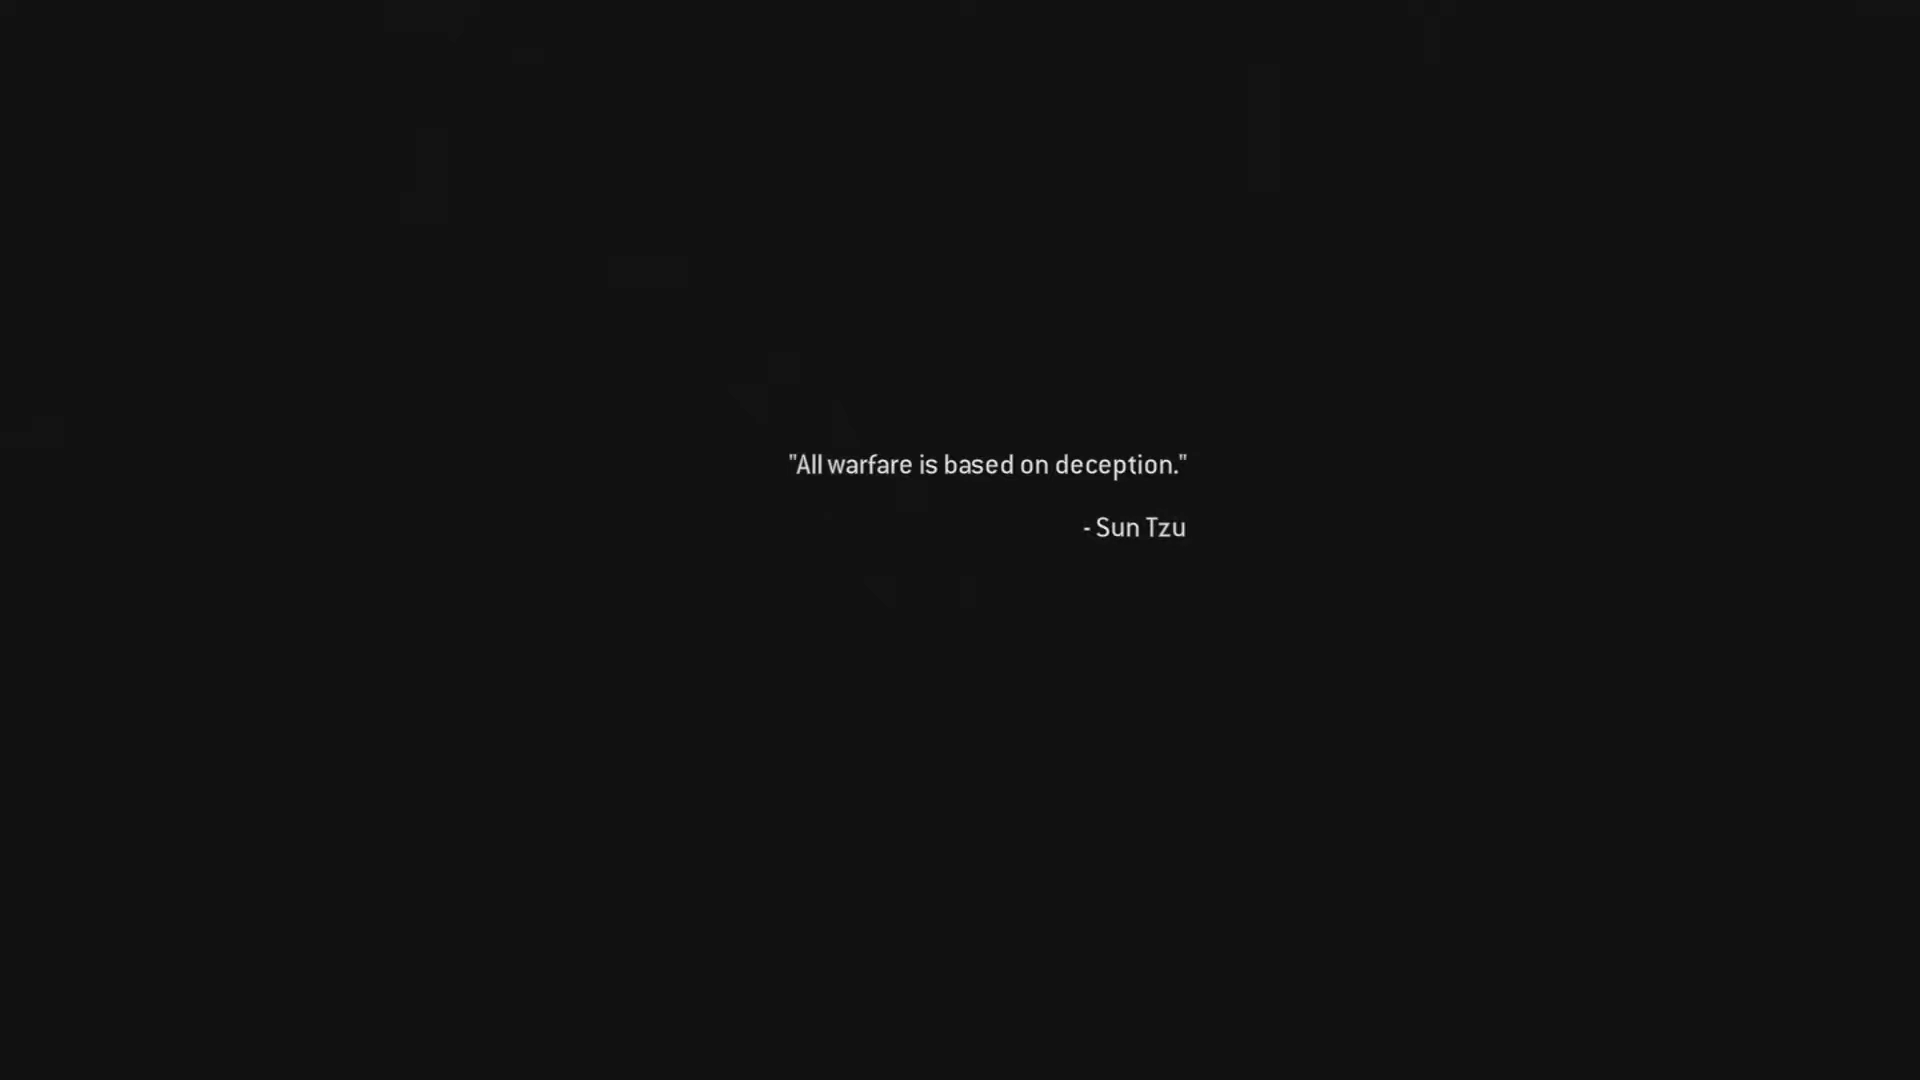 "All warfare is based on deception."
- Sun Tzu